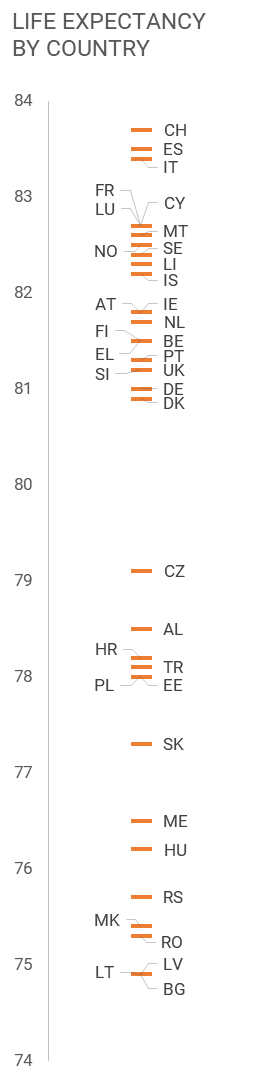 LIFE EXPECTANCY
BY COUNTRY
84
CH
ES
IT
83
FR
CY
LU
MT
NO
SE
LI
IS
82
AT
IE
NL
FI
BE
EL
PT
SI
UK
81
DE
DK
80
79
CZ
AL
HR
TR
78
PL
EE
SK
77
ME
HU
76
RS
MK
RO
75
LV
LT
BG
74